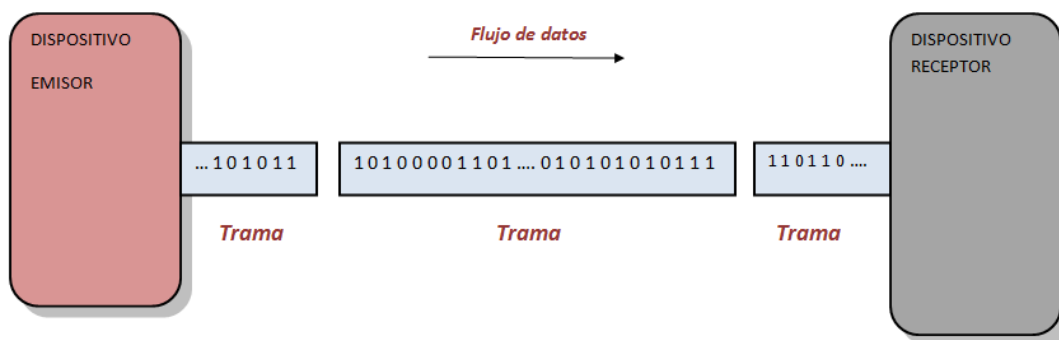 DISPOSITIVO
EMISOR
Flujo de datos
DISPOSITIVO
RECEPTOR
...101011
10100001101....010101010111
110110....
Trama
Trama
Trama